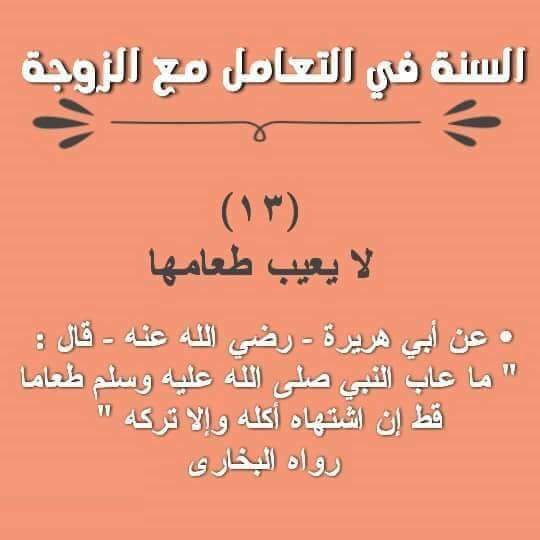 السنة في التعامل مع الزوجة
(١٣)
لا يعيب طعامها
• عن أبي هريرة - رضي الله عنه - قال :
" ما عاب النبي صلى الله عليه وسلم طعاما
قط إن اشتهاه أكله وإلا تركه "
رواه البخارى